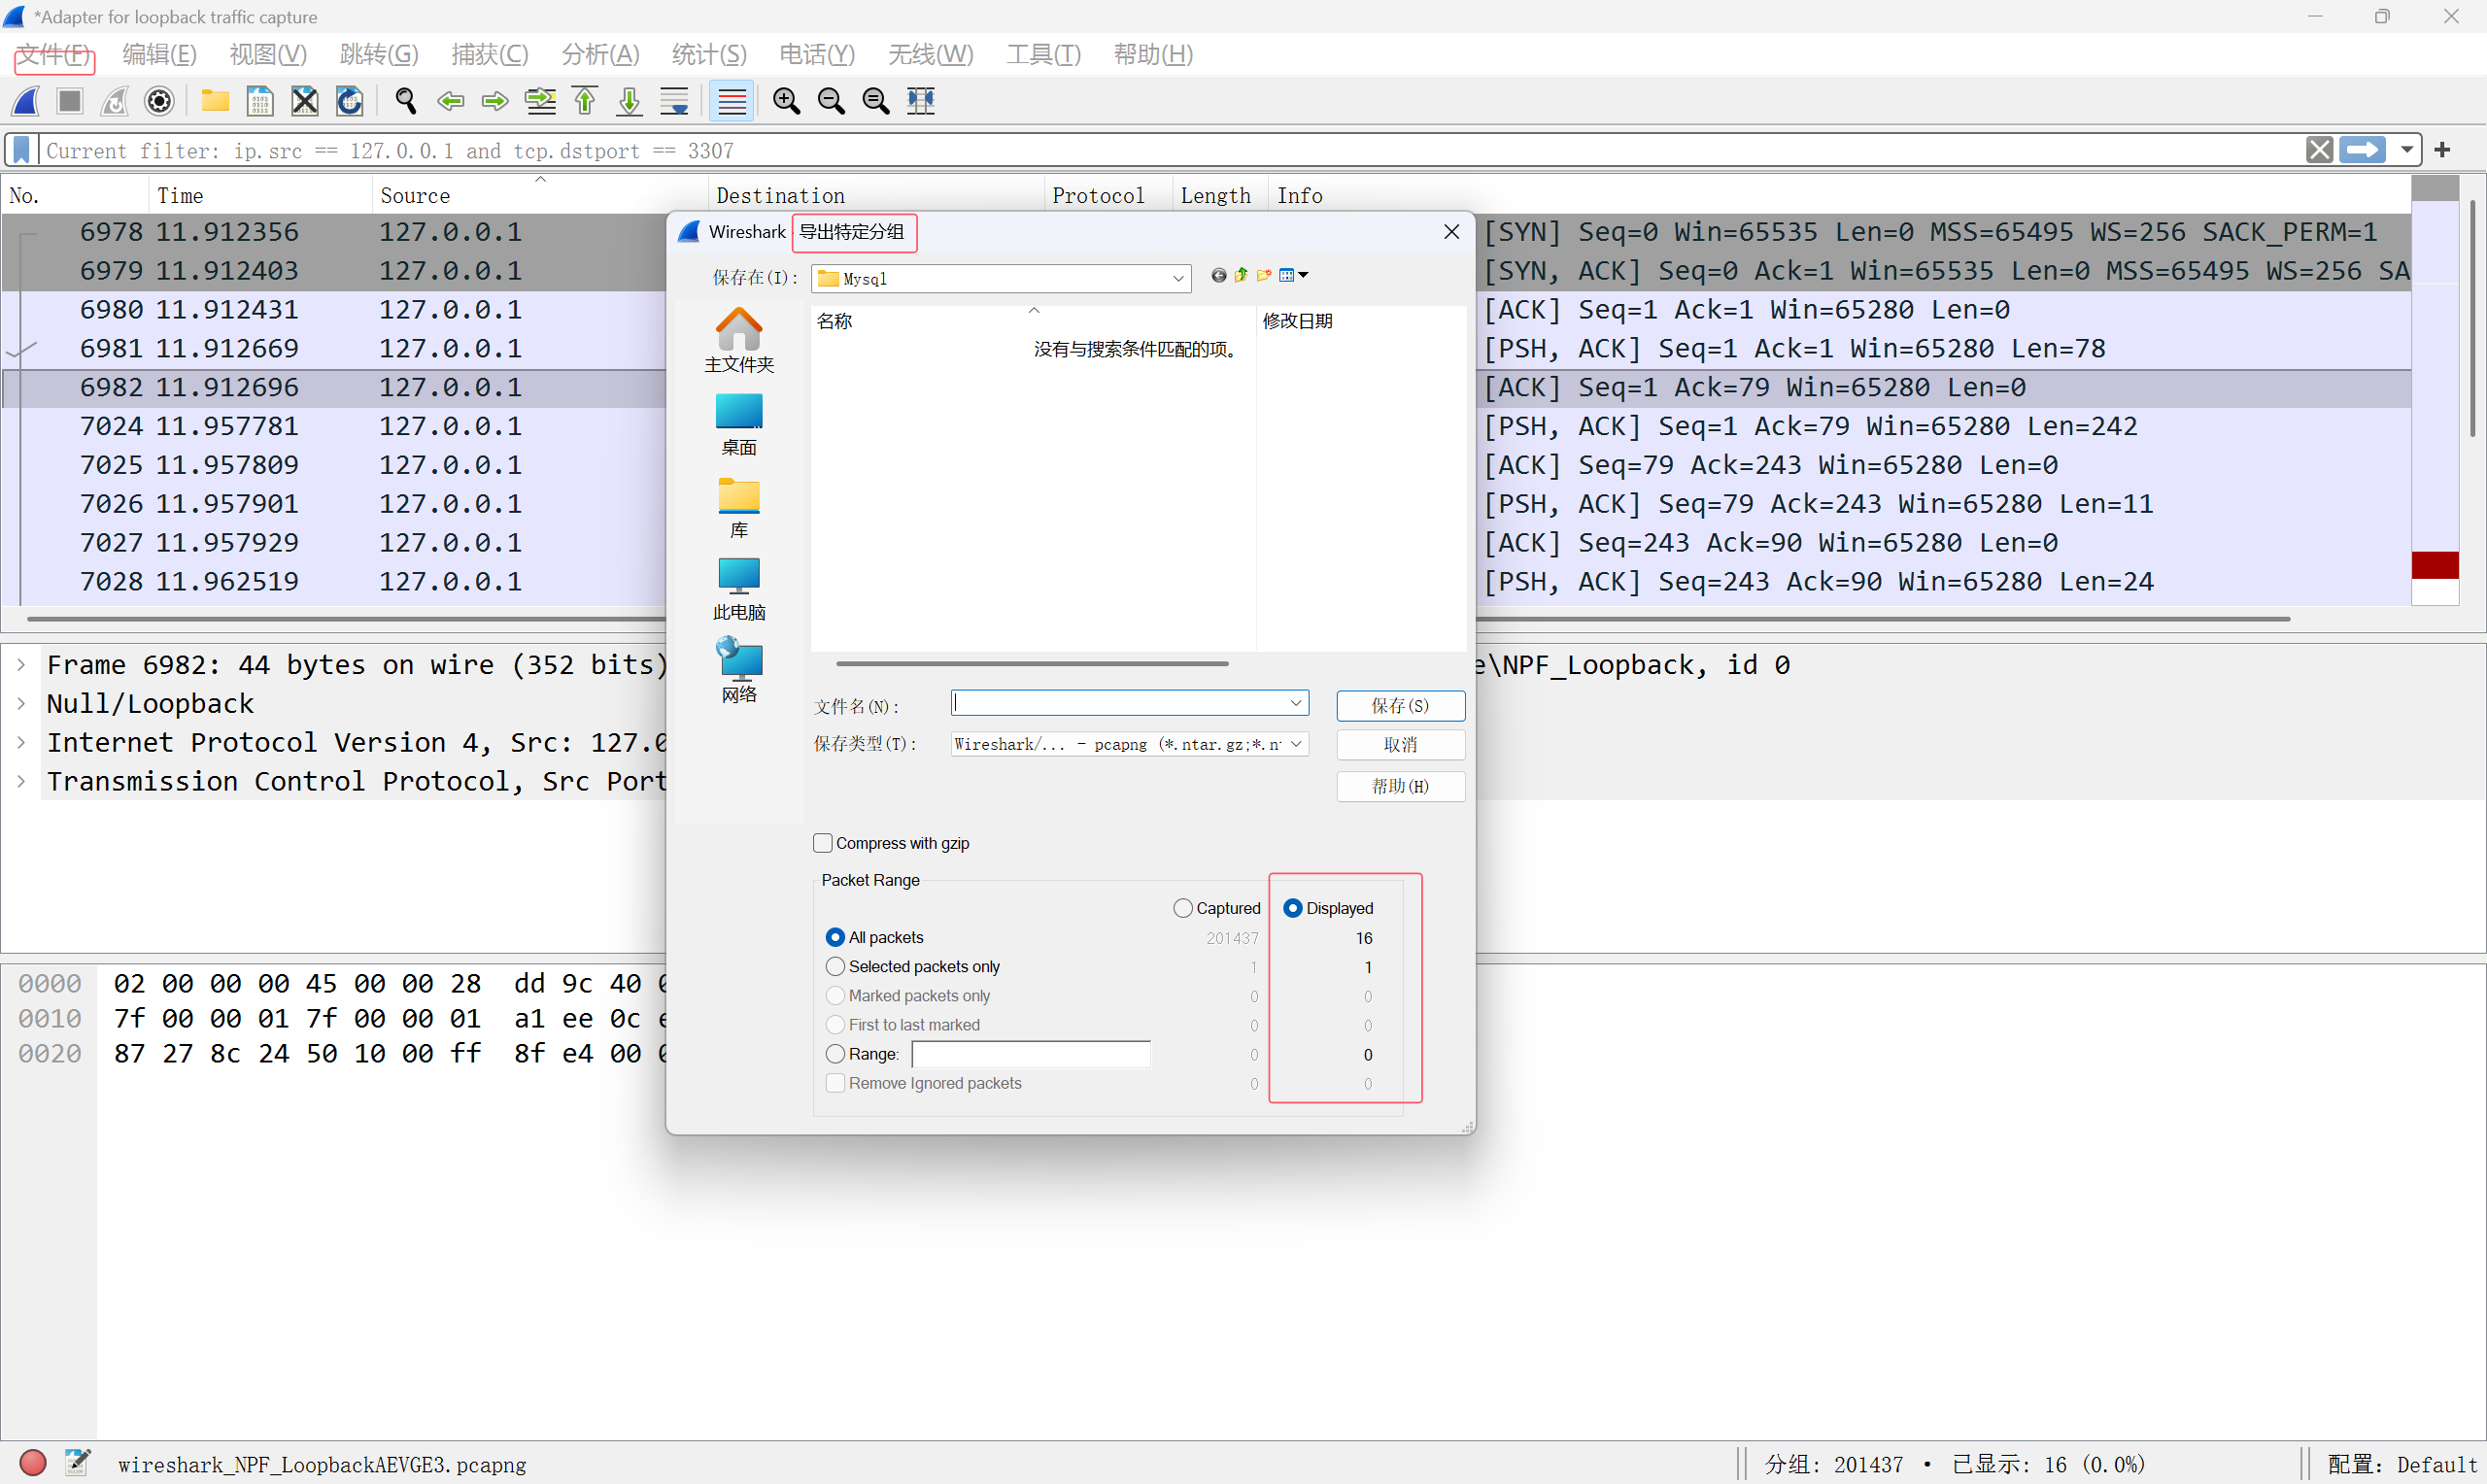 *Adapter for loopback traffic capture
文件(F) 编辑(E) 视图(V) 跳转(G) 捕获(C) 分析(A) 统计(S) 电话(Y) 无线(W) 工具(T) 帮助(H)
Current filter: ip.src == 127.0.0.1 and tcp.dstport == 3307
No. Time Source Destination Protocol Length Info
6978 11.912356 127.0.0.1 [SYN] Seq=0 Win=65535 Len=0 MSS=65495 WS=256 SACK_PERM=1
6979 11.912403 127.0.0.1 [SYN, ACK] Seq=0 Ack=1 Win=65535 Len=0 MSS=65495 WS=256 SA
6980 11.912431 127.0.0.1 [ACK] Seq=1 Ack=1 Win=65280 Len=0
6981 11.912669 127.0.0.1 [PSH, ACK] Seq=1 Ack=1 Win=65280 Len=78
6982 11.912696 127.0.0.1 [ACK] Seq=1 Ack=79 Win=65280 Len=0
7024 11.957781 127.0.0.1 [PSH, ACK] Seq=1 Ack=79 Win=65280 Len=242
7025 11.957809 127.0.0.1 [ACK] Seq=79 Ack=243 Win=65280 Len=0
7026 11.957901 127.0.0.1 [PSH, ACK] Seq=79 Ack=243 Win=65280 Len=11
7027 11.957929 127.0.0.1 [ACK] Seq=243 Ack=90 Win=65280 Len=0
7028 11.962519 127.0.0.1 [PSH, ACK] Seq=243 Ack=90 Win=65280 Len=24
Wireshark · 导出特定分组
保存在(I): Mysql
名称 修改日期
没有与搜索条件匹配的项。
主文件夹
桌面
库
此电脑
网络
文件名(N): 保存(S)
保存类型(T): Wireshark/... - pcapng (*.ntar.gz;*.n 取消
帮助(H)
Compress with gzip
Packet Range
Captured Displayed
All packets 201437 16
Selected packets only 1 1
Marked packets only 0 0
First to last marked 0 0
Range: 0 0
Remove Ignored packets 0 0
Frame 6982: 44 bytes on wire (352 bits) e\NPF_Loopback, id 0
Null/Loopback
Internet Protocol Version 4, Src: 127.0
Transmission Control Protocol, Src Port
0000 02 00 00 00 45 00 00 28 dd 9c 40
0010 7f 00 00 01 7f 00 00 01 a1 ee 0c
0020 87 27 8c 24 50 10 00 ff 8f e4 00
wireshark_NPF_LoopbackAEVGE3.pcapng 分组: 201437 · 已显示: 16 (0.0%) 配置: Default